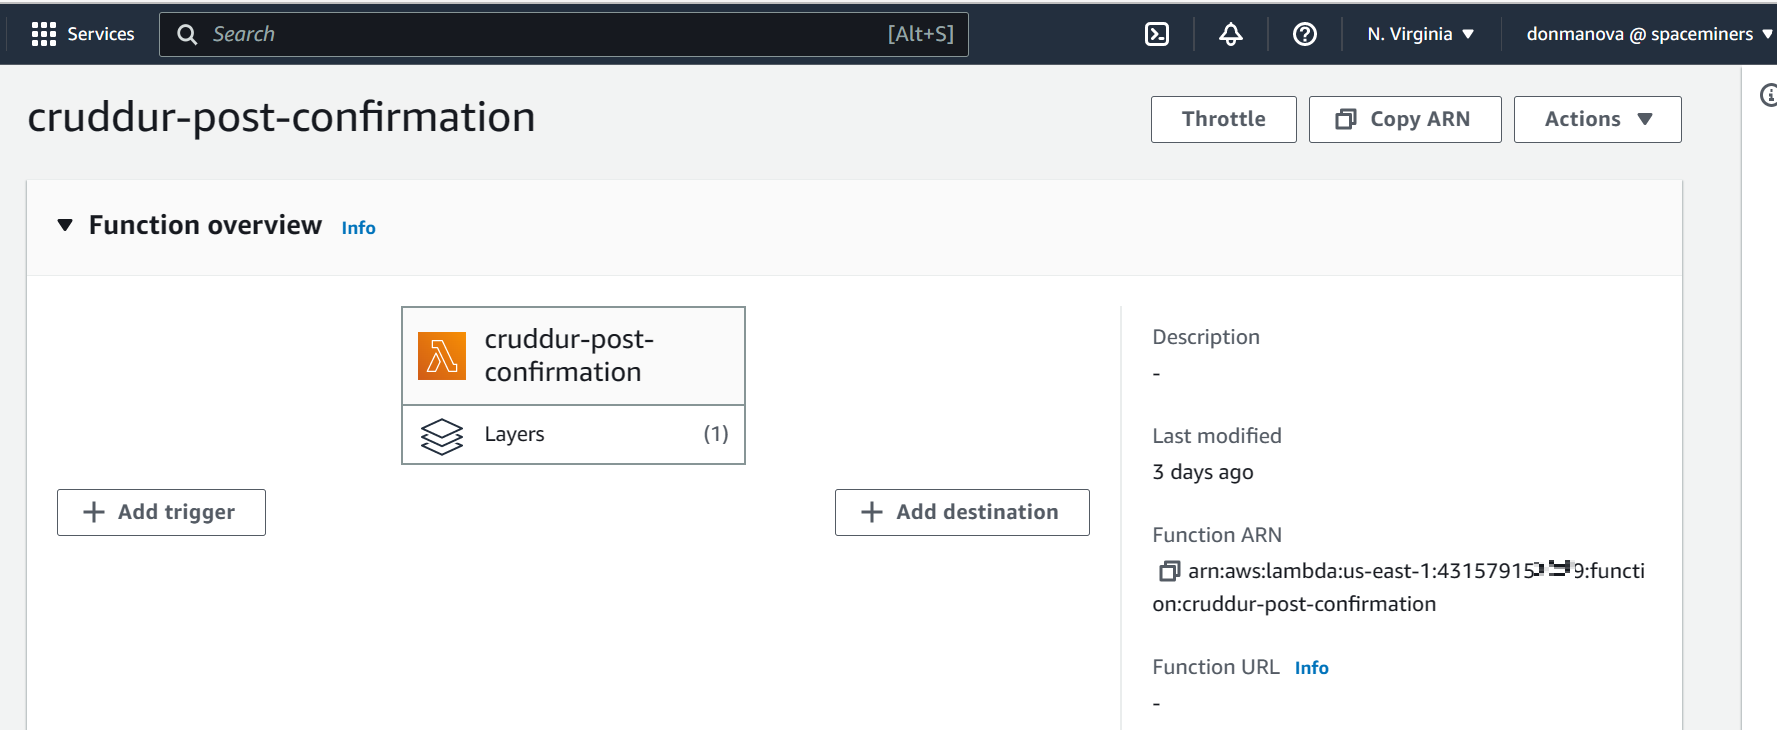 Services
Search
[Alt+S]
N. Virginia
donmanova @ spaceminers
cruddur-post-confirmation
Throttle
Copy ARN
Actions
Function overview
Info
cruddur-post-
confirmation
Layers
(1)
Add trigger
Add destination
Description
-
Last modified
3 days ago
Function ARN
arn:aws:lambda:us-east-1:43157915 9:functi
on:cruddur-post-confirmation
Function URL Info
-